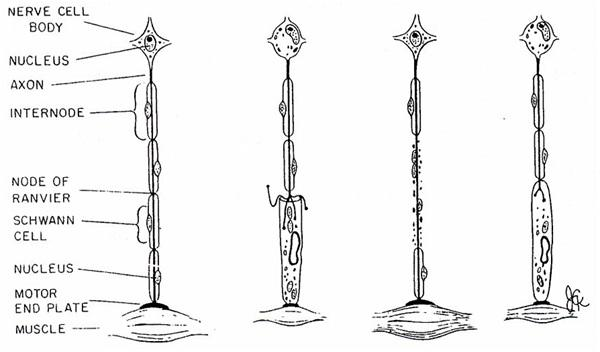 NERVE CELL
BODY
NUCLEUS
AXON
INTERNODE
NODE OF
RANVIER
SCHWANN
CELL
NUCLEUS
MOTOR
END PLATE
MUSCLE